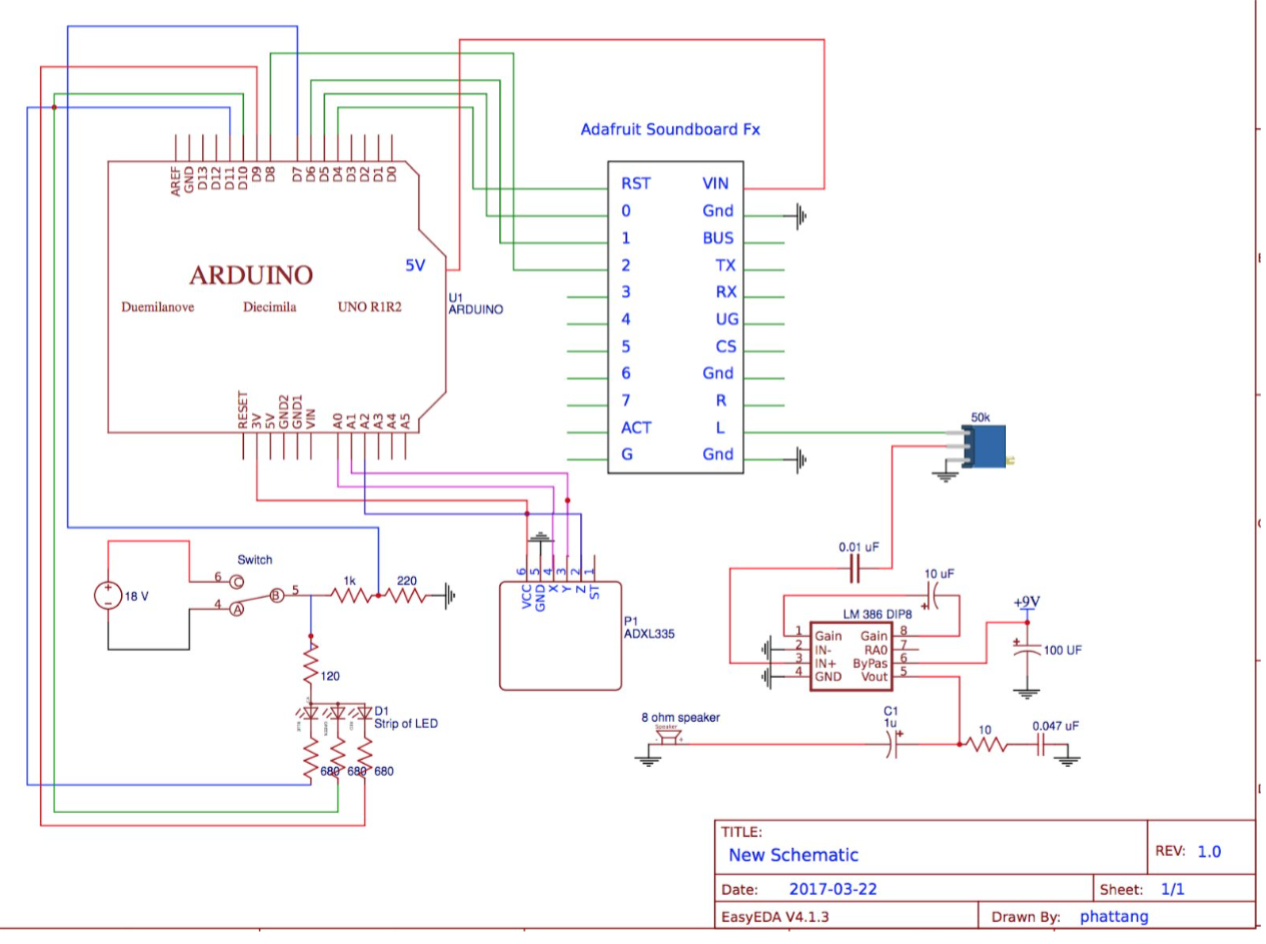 Adafruit Soundboard Fx
AREF
GND
D13
D12
D11
D10
D9
D8
D7
D6
D5
D4
D3
D2
D1
D0
RST VIN
0 Gnd
1 BUS
2 TX
3 RX
4 UG
5 CS
6 Gnd
7 R
ACT L
G Gnd
5V
ARDUINO
Duemilanove Diecimila UNO R1R2
U1
ARDUINO
RESET
3V
5V
GND2
GND1
VIN
A0
A1
A2
A3
A4
A5
50k
Switch
6 C
4 A
B 5
18 V
1k
220
6 5 4 3 2 1
VCC
GND
X
Y
Z
ST
P1
ADXL335
0.01 uF
10 uF
LM 386 DIP8
1 Gain Gain 8
2 IN- RA0 7
3 IN+ ByPas 6
4 GND Vout 5
+9V
100 UF
120
D1
Strip of LED
680 680 680
8 ohm speaker
Speaker
C1
1u
10
0.047 uF
TITLE:
New Schematic
REV: 1.0
Date: 2017-03-22
Sheet: 1/1
EasyEDA V4.1.3
Drawn By: phattang